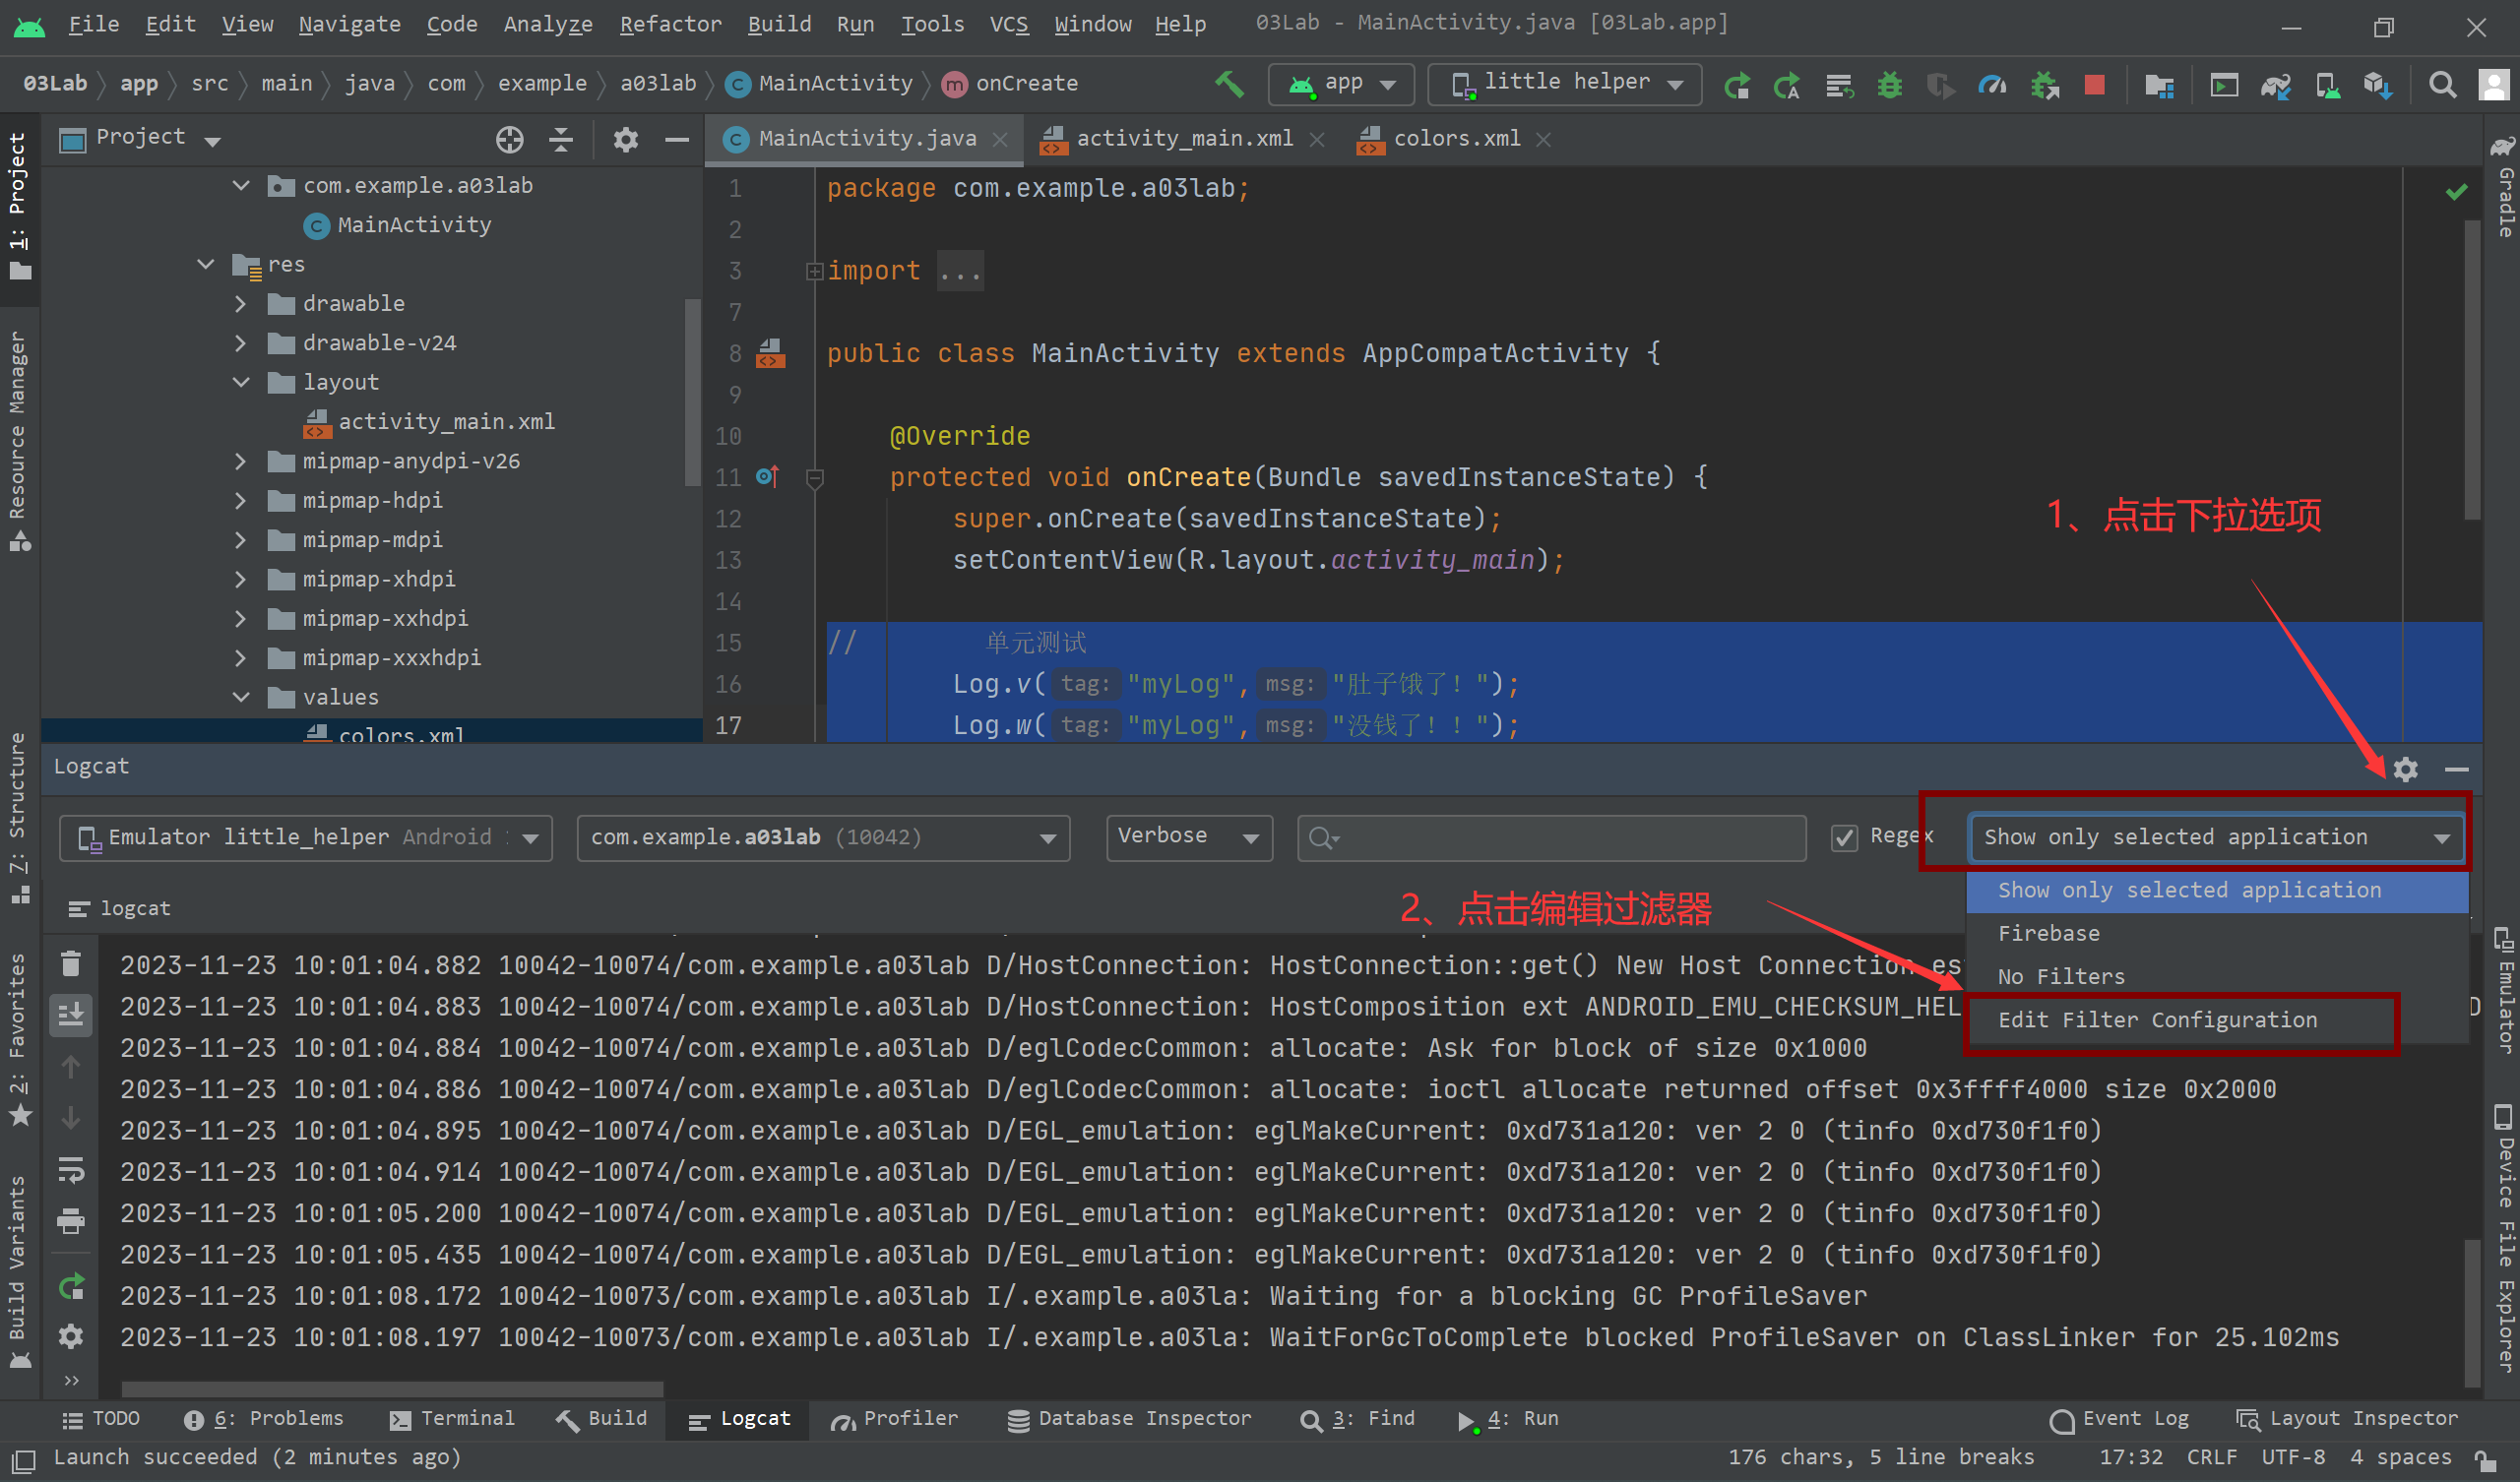 File Edit View Navigate Code Analyze Refactor Build Run Tools VCS Window Help 03Lab - MainActivity.java [03Lab.app]
03Lab app src main java com example a03lab MainActivity onCreate app little helper
Project
com.example.a03lab
MainActivity
res
drawable
drawable-v24
layout
activity_main.xml
mipmap-anydpi-v26
mipmap-hdpi
mipmap-mdpi
mipmap-xhdpi
mipmap-xxhdpi
mipmap-xxxhdpi
values
colors.xml
1: Project
Resource Manager
7: Structure
2: Favorites
Build Variants
MainActivity.java activity_main.xml colors.xml
1 package com.example.a03lab;
2
3 import ...
7
8 public class MainActivity extends AppCompatActivity {
9
10 @Override
11 protected void onCreate(Bundle savedInstanceState) {
12 super.onCreate(savedInstanceState);
13 setContentView(R.layout.activity_main);
14
15 // 单元测试
16 Log.v( tag: "myLog", msg: "肚子饿了！");
17 Log.w( tag: "myLog", msg: "没钱了！！");
1、点击下拉选项
Gradle
Emulator
Device File Explorer
Logcat
Emulator little_helper Android com.example.a03lab (10042) Verbose Regex Show only selected application
Show only selected application
Firebase
No Filters
Edit Filter Configuration
2、点击编辑过滤器
logcat
2023-11-23 10:01:04.882 10042-10074/com.example.a03lab D/HostConnection: HostConnection::get() New Host Connection es
2023-11-23 10:01:04.883 10042-10074/com.example.a03lab D/HostConnection: HostComposition ext ANDROID_EMU_CHECKSUM_HEL D
2023-11-23 10:01:04.884 10042-10074/com.example.a03lab D/eglCodecCommon: allocate: Ask for block of size 0x1000
2023-11-23 10:01:04.886 10042-10074/com.example.a03lab D/eglCodecCommon: allocate: ioctl allocate returned offset 0x3ffff4000 size 0x2000
2023-11-23 10:01:04.895 10042-10074/com.example.a03lab D/EGL_emulation: eglMakeCurrent: 0xd731a120: ver 2 0 (tinfo 0xd730f1f0)
2023-11-23 10:01:04.914 10042-10074/com.example.a03lab D/EGL_emulation: eglMakeCurrent: 0xd731a120: ver 2 0 (tinfo 0xd730f1f0)
2023-11-23 10:01:05.200 10042-10074/com.example.a03lab D/EGL_emulation: eglMakeCurrent: 0xd731a120: ver 2 0 (tinfo 0xd730f1f0)
2023-11-23 10:01:05.435 10042-10074/com.example.a03lab D/EGL_emulation: eglMakeCurrent: 0xd731a120: ver 2 0 (tinfo 0xd730f1f0)
2023-11-23 10:01:08.172 10042-10073/com.example.a03lab I/.example.a03la: Waiting for a blocking GC ProfileSaver
2023-11-23 10:01:08.197 10042-10073/com.example.a03lab I/.example.a03la: WaitForGcToComplete blocked ProfileSaver on ClassLinker for 25.102ms
TODO 6: Problems Terminal Build Logcat Profiler Database Inspector 3: Find 4: Run Event Log Layout Inspector
Launch succeeded (2 minutes ago) 176 chars, 5 line breaks 17:32 CRLF UTF-8 4 spaces